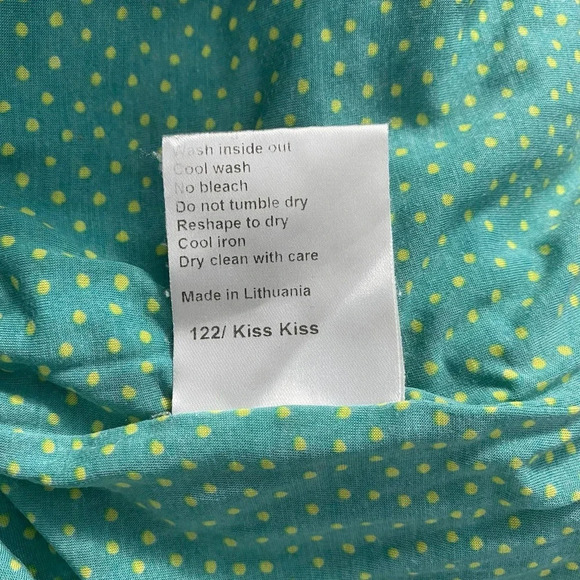 Wash inside out
Cool wash
No bleach
Do not tumble dry
Reshape to dry
Cool iron
Dry clean with care
Made in Lithuania
122/ Kiss Kiss